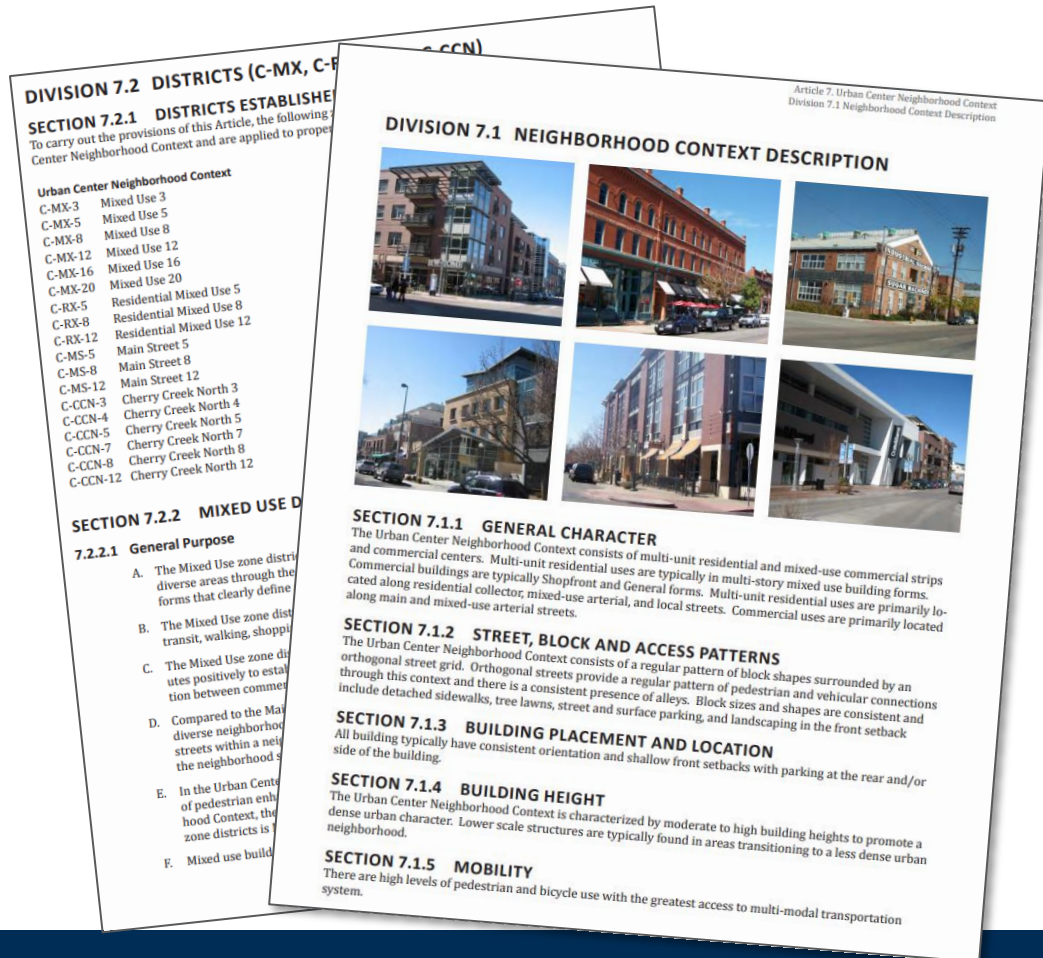 DIVISION 7.2 DISTRICTS (C-MX, C-
CCN)
SECTION 7.2.1 DISTRICTS ESTABLISHE
To carry out the provisions of this Article, the following
Center Neighborhood Context and are applied to proper
Urban Center Neighborhood Context
C-MX-3 Mixed Use 3
C-MX-5 Mixed Use 5
C-MX-8 Mixed Use 8
C-MX-12 Mixed Use 12
C-MX-16 Mixed Use 16
C-MX-20 Mixed Use 20
C-RX-5 Residential Mixed Use 5
C-RX-8 Residential Mixed Use 8
C-RX-12 Residential Mixed Use 12
C-MS-5 Main Street 5
C-MS-8 Main Street 8
C-MS-12 Main Street 12
C-CCN-3 Cherry Creek North 3
C-CCN-4 Cherry Creek North 4
C-CCN-5 Cherry Creek North 5
C-CCN-7 Cherry Creek North 7
C-CCN-8 Cherry Creek North 8
C-CCN-12 Cherry Creek North 12
SECTION 7.2.2 MIXED USE D
7.2.2.1 General Purpose
A. The Mixed Use zone distri
diverse areas through the
forms that clearly define
B. The Mixed Use zone dist
transit, walking, shoppi
C. The Mixed Use zone di
utes positively to estab
tion between commer
D. Compared to the Mai
diverse neighborhoo
streets within a nei
the neighborhood s
E. In the Urban Cente
of pedestrian enh
hood Context, the
zone districts is
F. Mixed use build
Article 7. Urban Center Neighborhood Context
Division 7.1 Neighborhood Context Description
DIVISION 7.1 NEIGHBORHOOD CONTEXT DESCRIPTION
SUGAR
SECTION 7.1.1 GENERAL CHARACTER
The Urban Center Neighborhood Context consists of multi-unit residential and mixed-use commercial strips
and commercial centers. Multi-unit residential uses are typically in multi-story mixed use building forms.
Commercial buildings are typically Shopfront and General forms. Multi-unit residential uses are primarily lo-
cated along residential collector, mixed-use arterial, and local streets. Commercial uses are primarily located
along main and mixed-use arterial streets.
SECTION 7.1.2 STREET, BLOCK AND ACCESS PATTERNS
The Urban Center Neighborhood Context consists of a regular pattern of block shapes surrounded by an
orthogonal street grid. Orthogonal streets provide a regular pattern of pedestrian and vehicular connections
through this context and there is a consistent presence of alleys. Block sizes and shapes are consistent and
include detached sidewalks, tree lawns, street and surface parking, and landscaping in the front setback
SECTION 7.1.3 BUILDING PLACEMENT AND LOCATION
All building typically have consistent orientation and shallow front setbacks with parking at the rear and/or
side of the building.
SECTION 7.1.4 BUILDING HEIGHT
The Urban Center Neighborhood Context is characterized by moderate to high building heights to promote a
dense urban character. Lower scale structures are typically found in areas transitioning to a less dense urban
neighborhood.
SECTION 7.1.5 MOBILITY
There are high levels of pedestrian and bicycle use with the greatest access to multi-modal transportation
system.